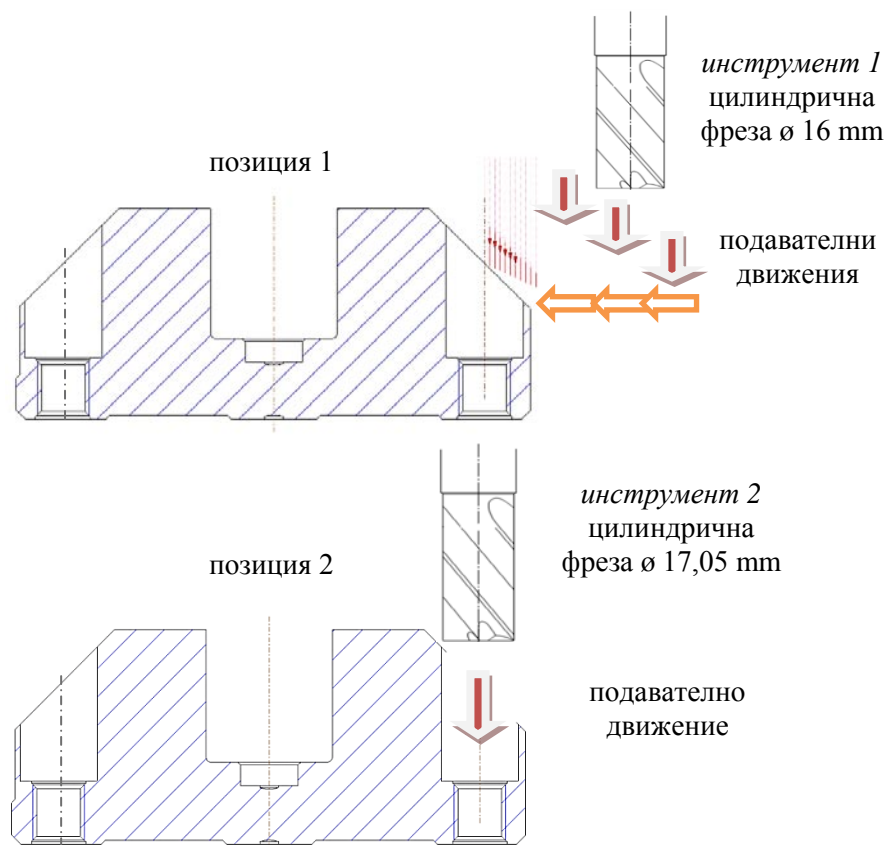 инструмент 1
цилиндрична
фреза ø 16 mm
позиция 1
подавателни
движения
инструмент 2
цилиндрична
фреза ø 17,05 mm
позиция 2
подавателно
движение